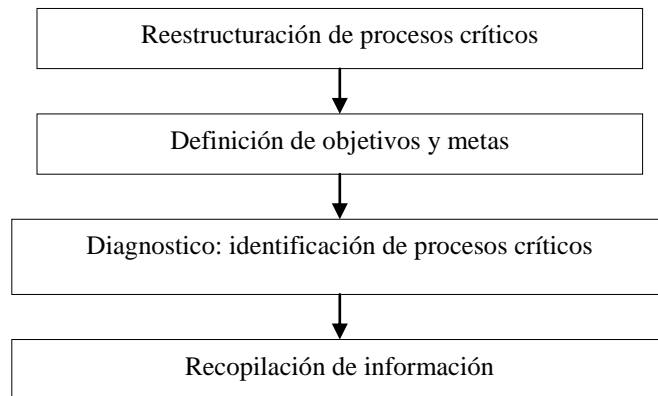 Reestructuración de procesos críticos
Definición de objetivos y metas
Diagnostico: identificación de procesos críticos
Recopilación de información